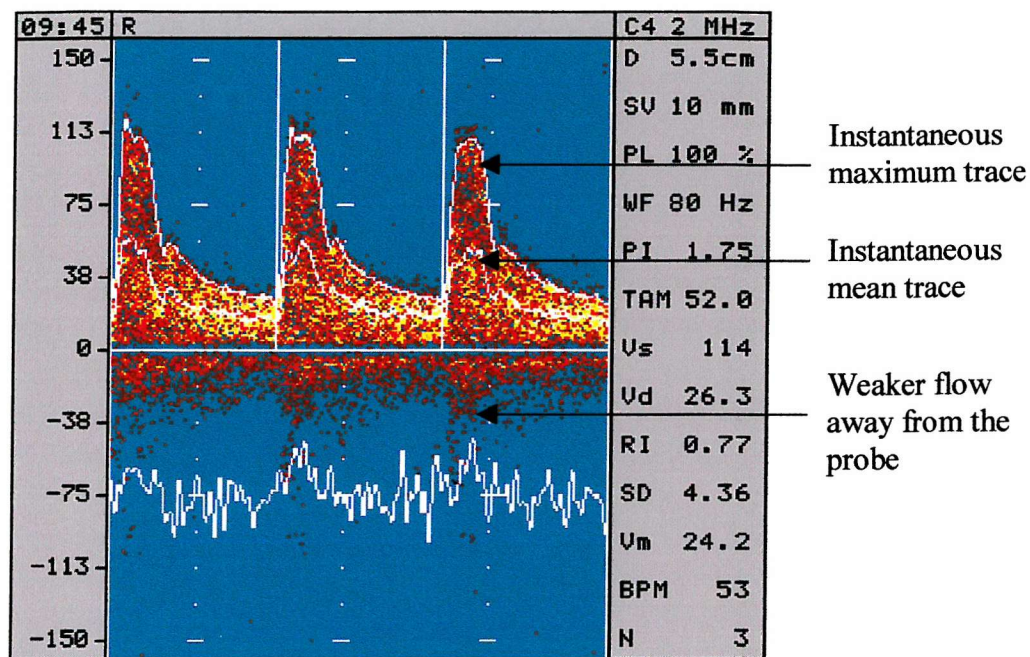 09:45 R C4 2 MHz
150
113
75
38
0
-38
-75
-113
-150
D 5.5cm
SV 10 mm
PL 100 %
WF 80 Hz
PI 1.75
TAM 52.0
Vs 114
Vd 26.3
RI 0.77
SD 4.36
Vm 24.2
BPM 53
N 3
Instantaneous
maximum trace
Instantaneous
mean trace
Weaker flow
away from the
probe